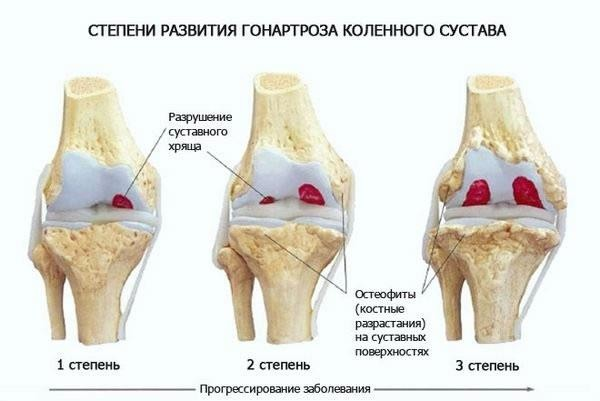 СТЕПЕНИ РАЗВИТИЯ ГОНАРТРОЗА КОЛЕННОГО СУСТАВА
Разрушение
суставного
хряща
Остеофиты
(костные
разрастания)
на суставных
поверхностях
1 степень
2 степень
3 степень
Прогрессирование заболевания